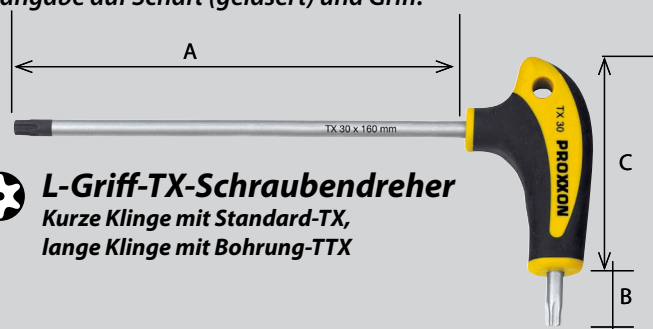 angabe auf Schaft (gelasert) und Griff.
A
TX 30 x 160 mm
TX 30
PROXXON
C
L-Griff-TX-Schraubendreher
Kurze Klinge mit Standard-TX,
lange Klinge mit Bohrung-TTX
B